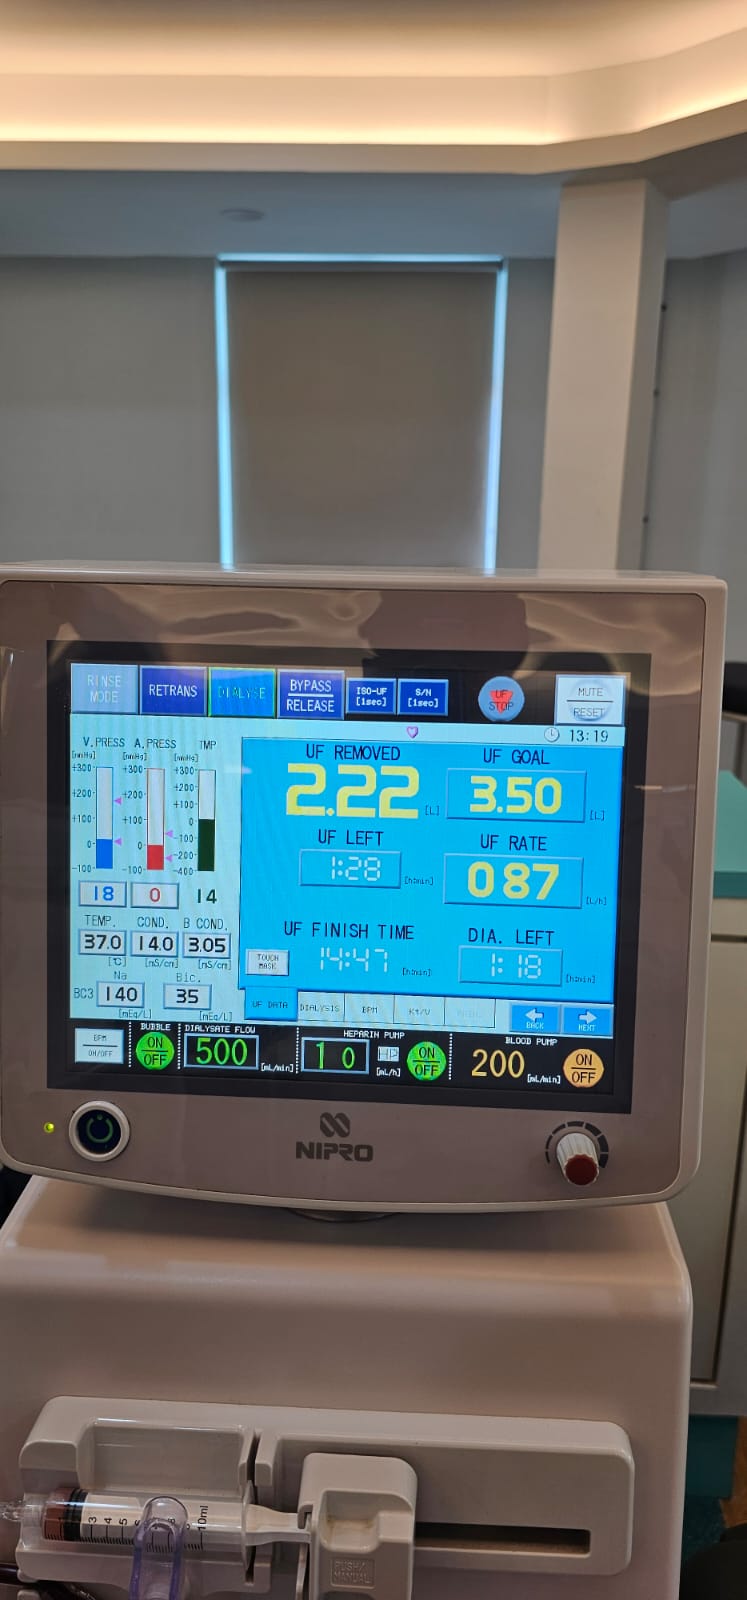 RINSE MODE
RETRANS
DIALYSE
BYPASS
RELEASE
ISO-UF [1sec]
S/N [1sec]
UF STOP
MUTE
RESET
13:19
V.PRESS A.PRESS TMP
[mmHg] [mmHg] [mmHg]
+300 +300 +300
+200 +200 +200
+100 +100 +100
0 0 0
-100 -100 -100
-200
-300
-400
18 0 14
TEMP. COND. B COND.
37.0 14.0 3.05
[℃] [mS/cm] [mS/cm]
Na Bic.
BC3 140 35
[mEq/L] [mEq/L]
UF REMOVED
2.22 [L]
UF GOAL
3.50 [L]
UF LEFT
1:28 [h:min]
UF RATE
0 87 [L/h]
UF FINISH TIME
14:47 [h:min]
DIA. LEFT
1:18 [h:min]
TOUCH MASK
UF DATA
DIALYSIS
BPM
Kt/V
BACK
NEXT
BPM
ON/OFF
BUBBLE
ON
OFF
DIALYSATE FLOW
500 [mL/min]
HEPARIN PUMP
1 0 [mL/h]
ON
OFF
BLOOD PUMP
200 [mL/min]
ON
OFF
NIPRO
3 4 5 6 8 10ml
PUSH/
MANUAL